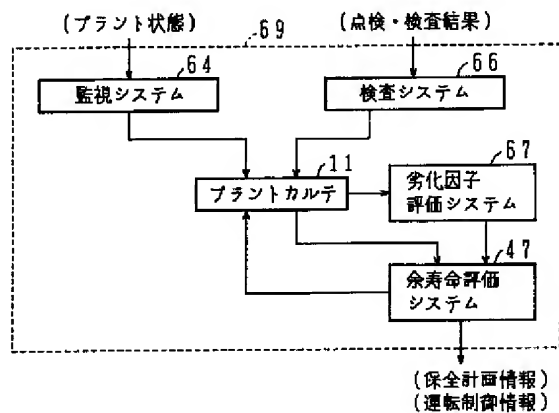 (プラント状態)
69
(点検・検査結果)
64
監視システム
66
検査システム
11
プラントカルテ
67
劣化因子
評価システム
47
余寿命評価
システム
(保全計画情報)
(運転制御情報)